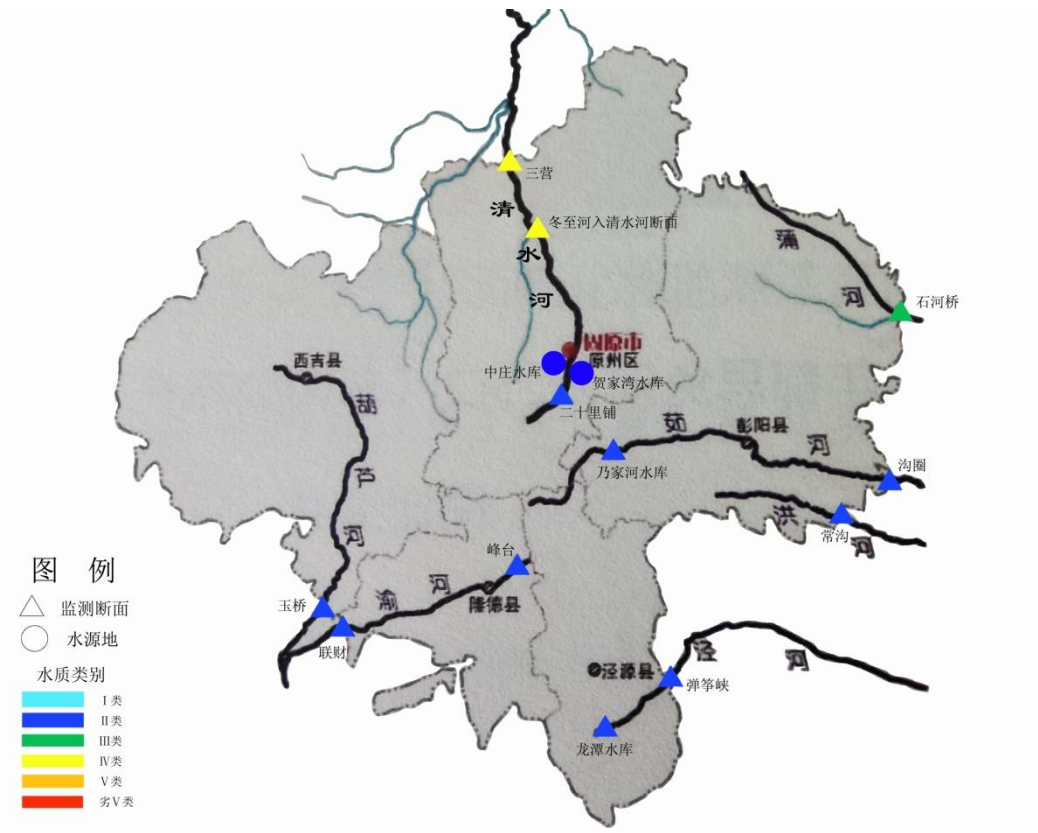 三营
清
冬至河入清水河断面
水
蒲
河
河
石河桥
固原市
原州区
西吉县
中庄水库
贺家湾水库
葫
二十里铺
茹
彭阳县
河
乃家河水库
沟圈
芦
洪
常沟
河
河
峰台
图 例
监测断面
水源地
水质类别
Ⅰ类
Ⅱ类
Ⅲ类
Ⅳ类
Ⅴ类
劣Ⅴ类
渝
河
隆德县
玉桥
联财
泾
河
泾源县
弹筝峡
龙潭水库